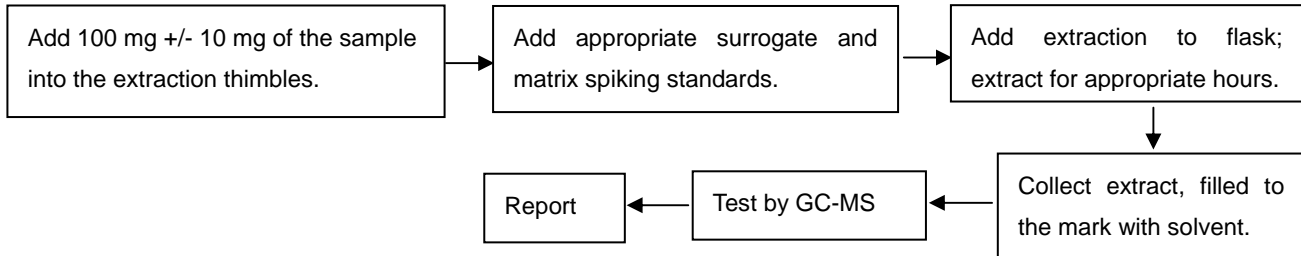 Add 100 mg +/- 10 mg of the sample
into the extraction thimbles.
Add appropriate surrogate and
matrix spiking standards.
Add extraction to flask;
extract for appropriate hours.
Collect extract, filled to
the mark with solvent.
Test by GC-MS
Report